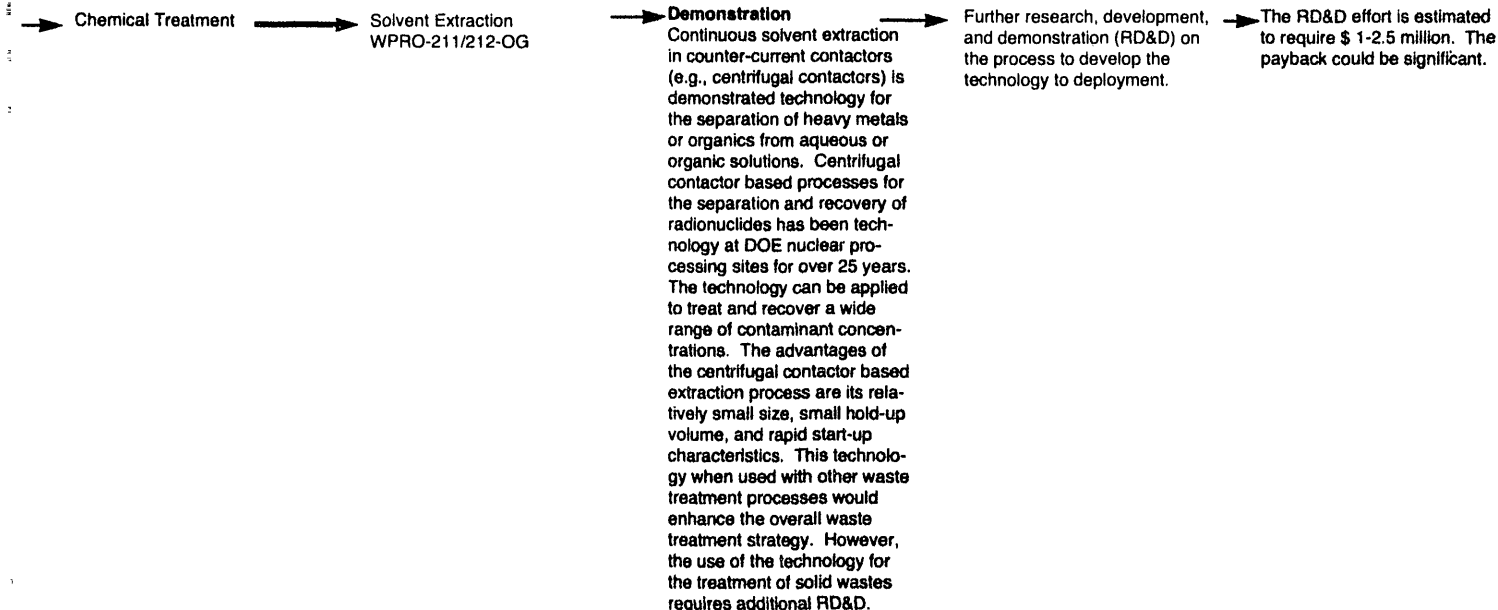 Chemical Treatment
Solvent Extraction
WPRO-211/212-OG
Demonstration
Continuous solvent extraction
in counter-current contactors
(e.g., centrifugal contactors) is
demonstrated technology for
the separation of heavy metals
or organics from aqueous or
organic solutions. Centrifugal
contactor based processes for
the separation and recovery of
radionuclides has been tech-
nology at DOE nuclear pro-
cessing sites for over 25 years.
The technology can be applied
to treat and recover a wide
range of contaminant concen-
trations. The advantages of
the centrifugal contactor based
extraction process are its rela-
tively small size, small hold-up
volume, and rapid start-up
characteristics. This technolo-
gy when used with other waste
treatment processes would
enhance the overall waste
treatment strategy. However,
the use of the technology for
the treatment of solid wastes
requires additional RD&D.
Further research, development,
and demonstration (RD&D) on
the process to develop the
technology to deployment.
The RD&D effort is estimated
to require $ 1-2.5 million. The
payback could be significant.